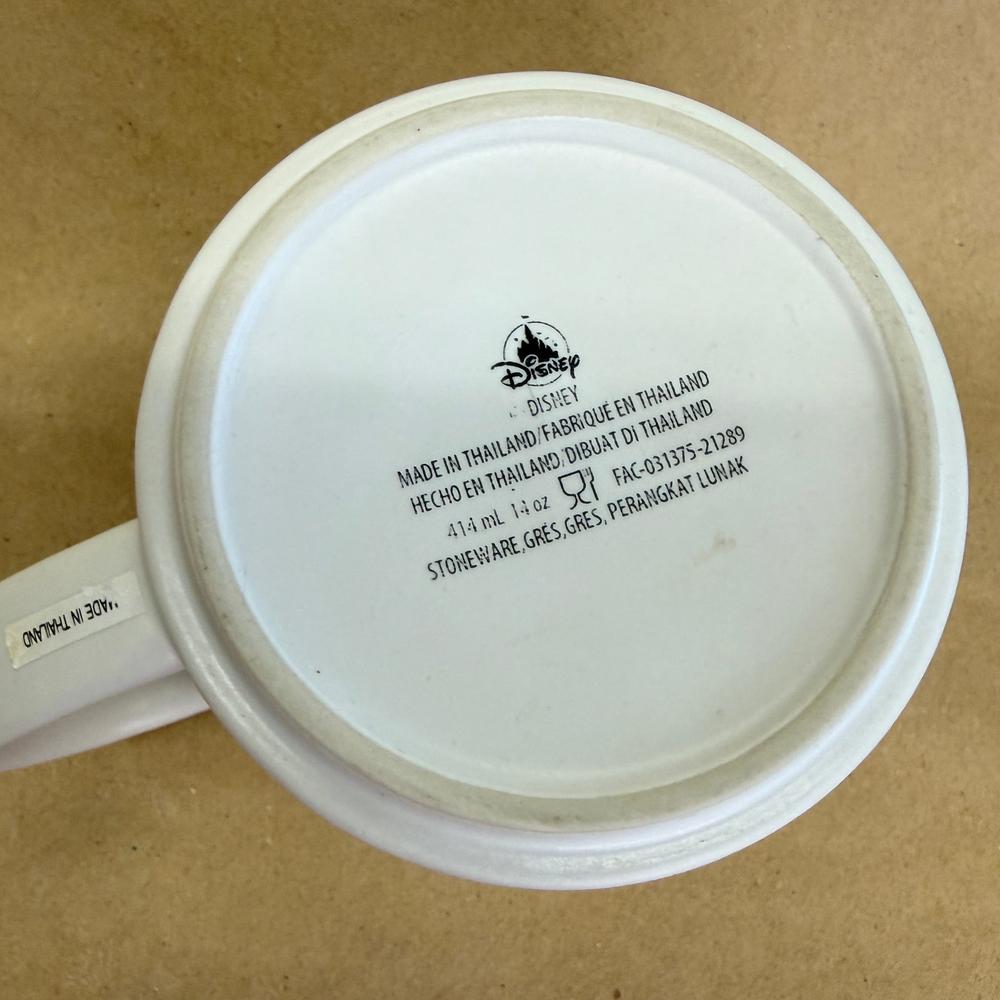 Disney
DISNEY
MADE IN THAILAND/FABRIQUÉ EN THAILAND
HECHO EN THAILAND/DIBUAT DI THAILAND
414 mL 14 oz FAC-031375-21289
STONEWARE, GRÈS, GRES, PERANGKAT LUNAK
MADE IN THAILAND